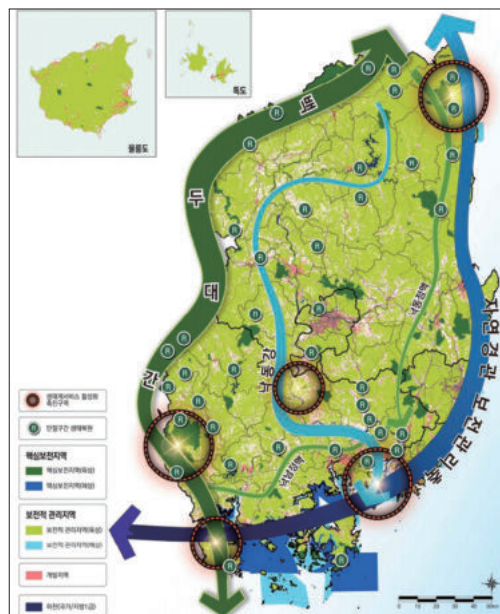 울릉도
독도
백
두
대
간
낙동강
낙동정맥
낙남정맥
자연경관 보전관리축
생태계서비스 활성화
촉진구역
단절구간 생태복원
핵심보전지역
핵심보전지역(육상)
핵심보전지역(해상)
보전적 관리지역
보전적 관리지역(육상)
보전적 관리지역(해상)
개발지역
하천(국가/지방1급)